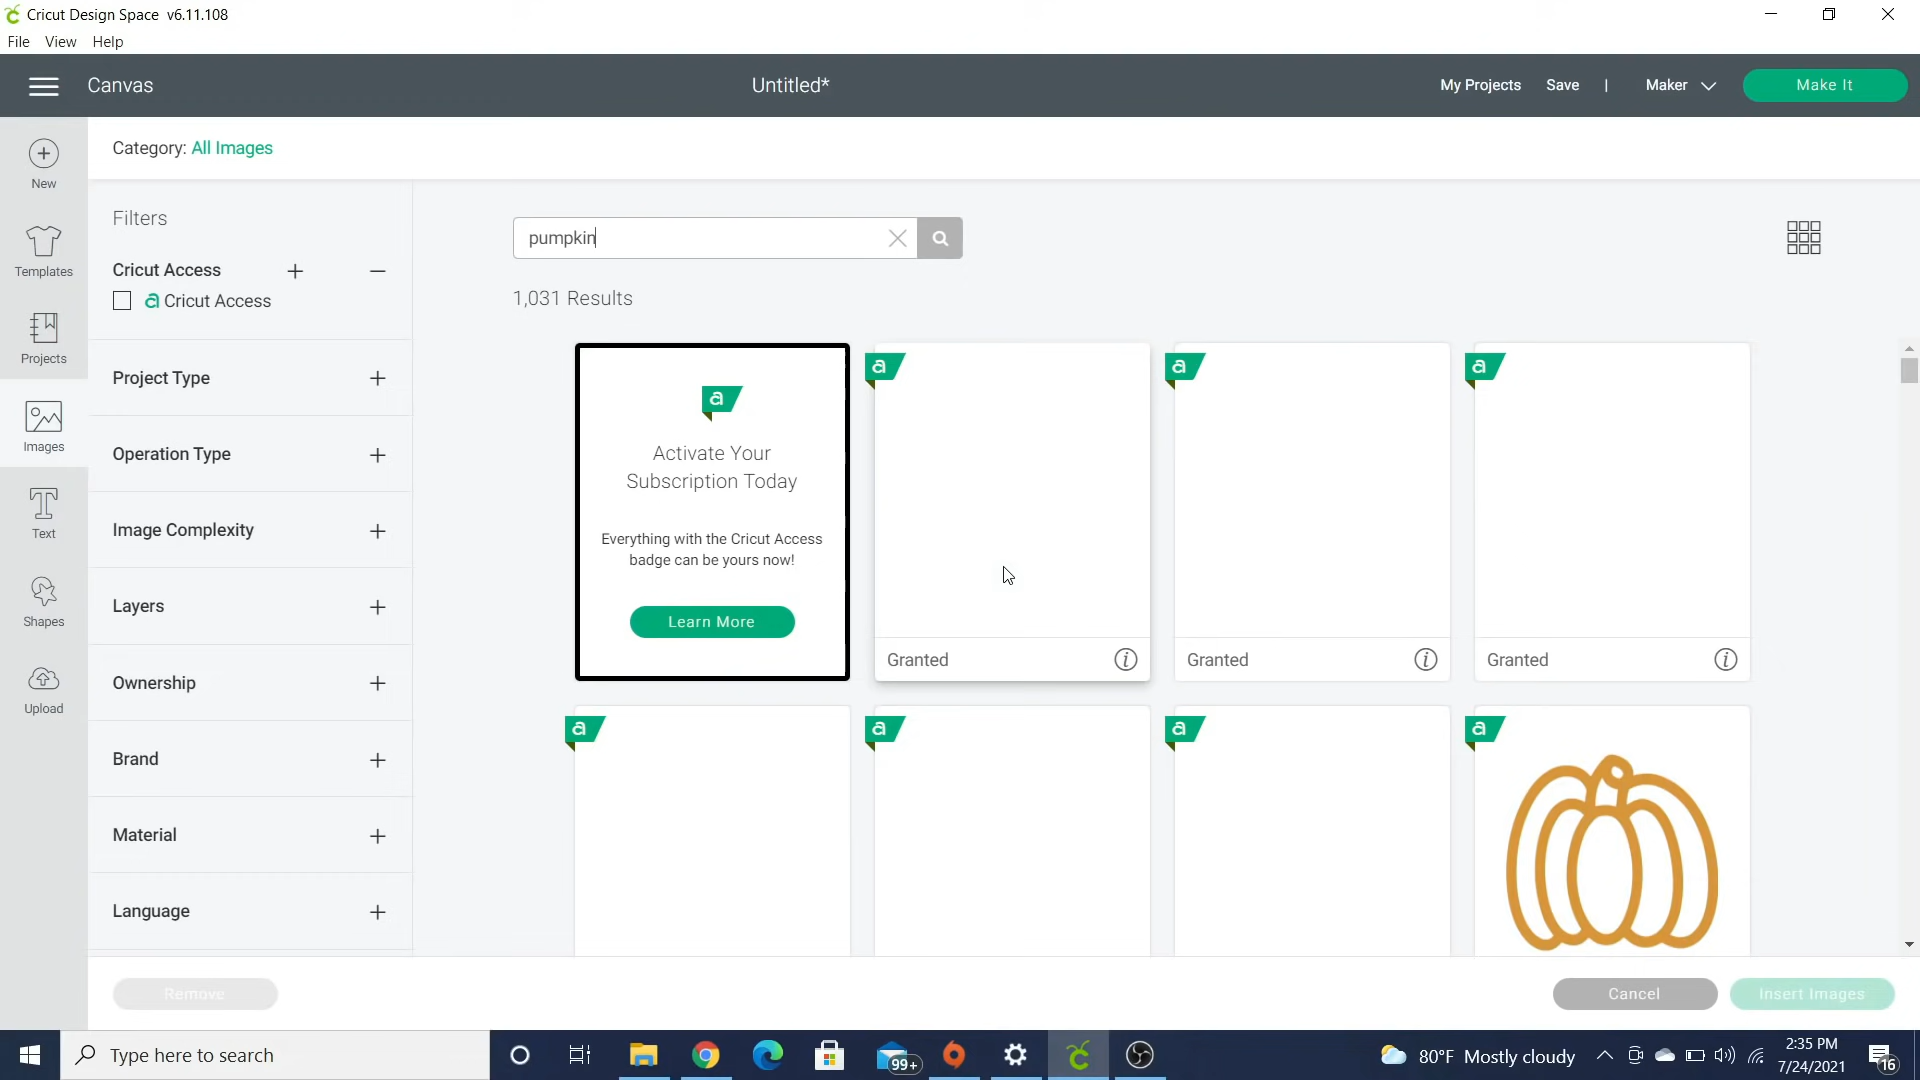 Cricut Design Space v6.11.108
File View Help
Canvas
Untitled*
My Projects Save | Maker Make It
New
Templates
Projects
Images
Text
Shapes
Upload
Category: All Images
Filters
Cricut Access
a Cricut Access
Project Type
Operation Type
Image Complexity
Layers
Ownership
Brand
Material
Language
pumpkin
1,031 Results
a
Activate Your
Subscription Today
Everything with the Cricut Access
badge can be yours now!
Learn More
a
Granted
a
Granted
a
Granted
a
a
a
a
Remove
Cancel
Insert Images
Type here to search
99+
80°F Mostly cloudy
2:35 PM
7/24/2021
16